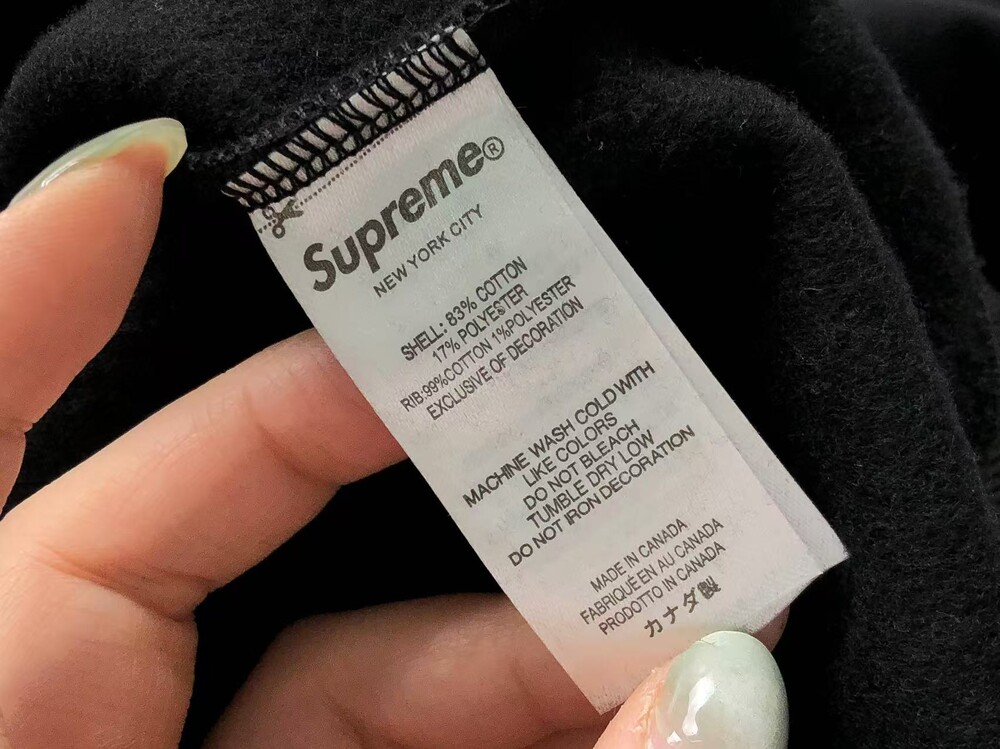 Supreme®
NEW YORK CITY
SHELL: 83% COTTON
17% POLYESTER
RIB:99%COTTON 1%POLYESTER
EXCLUSIVE OF DECORATION
MACHINE WASH COLD WITH
LIKE COLORS
DO NOT BLEACH
TUMBLE DRY LOW
DO NOT IRON DECORATION
MADE IN CANADA
FABRIQUÉ EN AU CANADA
PRODOTTO IN CANADA
カナダ製